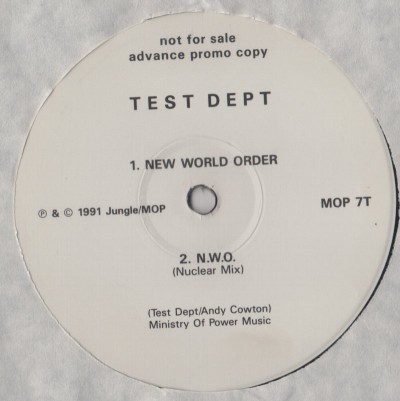 not for sale
advance promo copy
TEST DEPT
1. NEW WORLD ORDER
℗ & © 1991 Jungle/MOP
MOP 7T
2. N.W.O.
(Nuclear Mix)
(Test Dept/Andy Cowton)
Ministry Of Power Music